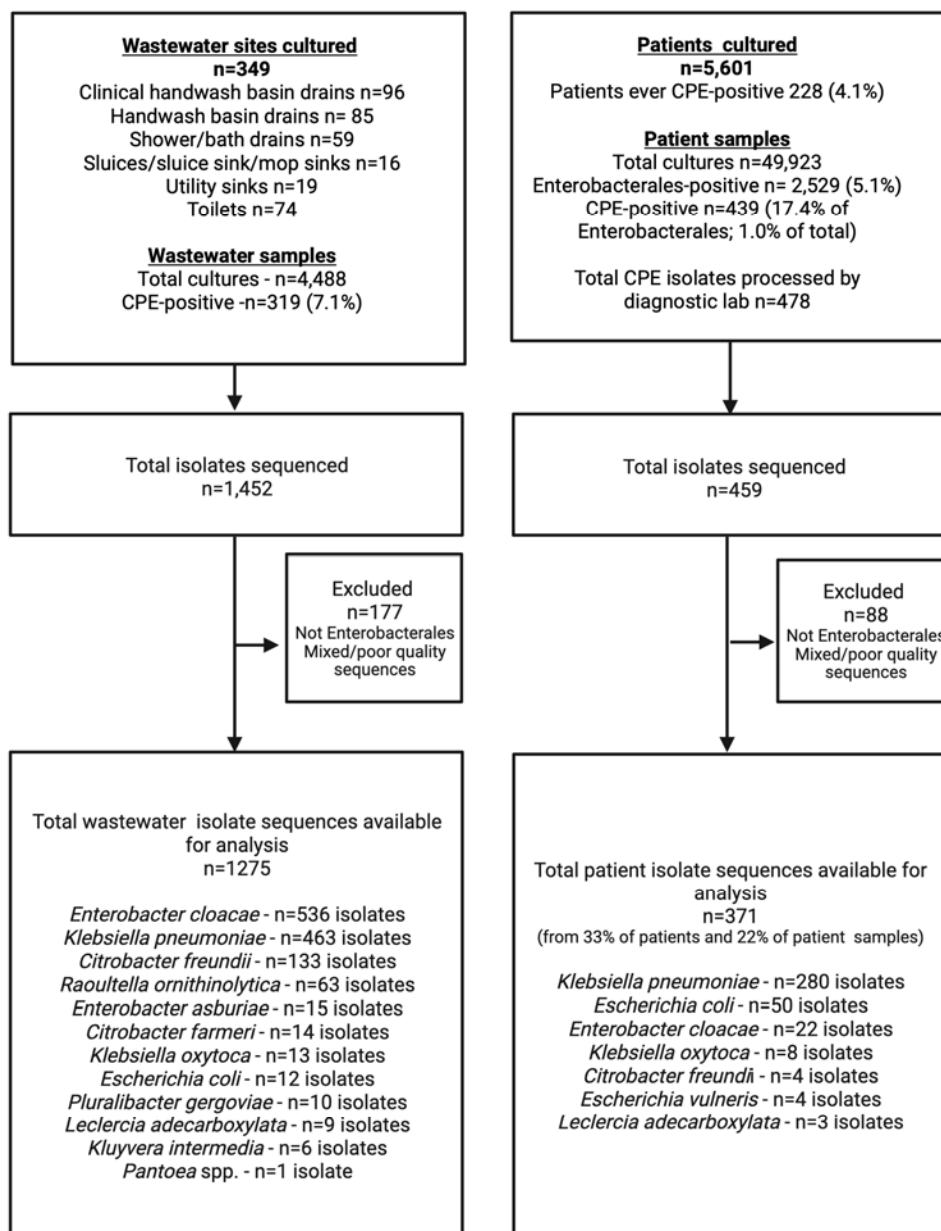 Wastewater sites cultured
n=349
Clinical handwash basin drains n=96
Handwash basin drains n= 85
Shower/bath drains n=59
Sluices/sluice sink/mop sinks n=16
Utility sinks n=19
Toilets n=74
Wastewater samples
Total cultures - n=4,488
CPE-positive -n=319 (7.1%)
Patients cultured
n=5,601
Patients ever CPE-positive 228 (4.1%)
Patient samples
Total cultures n=49,923
Enterobacterales-positive n= 2,529 (5.1%)
CPE-positive n=439 (17.4% of
Enterobacterales; 1.0% of total)
Total CPE isolates processed by
diagnostic lab n=478
Total isolates sequenced
n=1,452
Total isolates sequenced
n=459
Excluded
n=177
Not Enterobacterales
Mixed/poor quality
sequences
Excluded
n=88
Not Enterobacterales
Mixed/poor quality
sequences
Total wastewater isolate sequences available
for analysis
n=1275
Enterobacter cloacae - n=536 isolates
Klebsiella pneumoniae - n=463 isolates
Citrobacter freundii - n=133 isolates
Raoultella ornithinolytica - n=63 isolates
Enterobacter asburiae - n=15 isolates
Citrobacter farmeri - n=14 isolates
Klebsiella oxytoca - n=13 isolates
Escherichia coli - n=12 isolates
Pluralibacter gergoviae - n=10 isolates
Leclercia adecarboxylata - n=9 isolates
Kluyvera intermedia - n=6 isolates
Pantoea spp. - n=1 isolate
Total patient isolate sequences available for
analysis
n=371
(from 33% of patients and 22% of patient samples)
Klebsiella pneumoniae - n=280 isolates
Escherichia coli - n=50 isolates
Enterobacter cloacae - n=22 isolates
Klebsiella oxytoca - n=8 isolates
Citrobacter freundii - n=4 isolates
Escherichia vulneris - n=4 isolates
Leclercia adecarboxylata - n=3 isolates